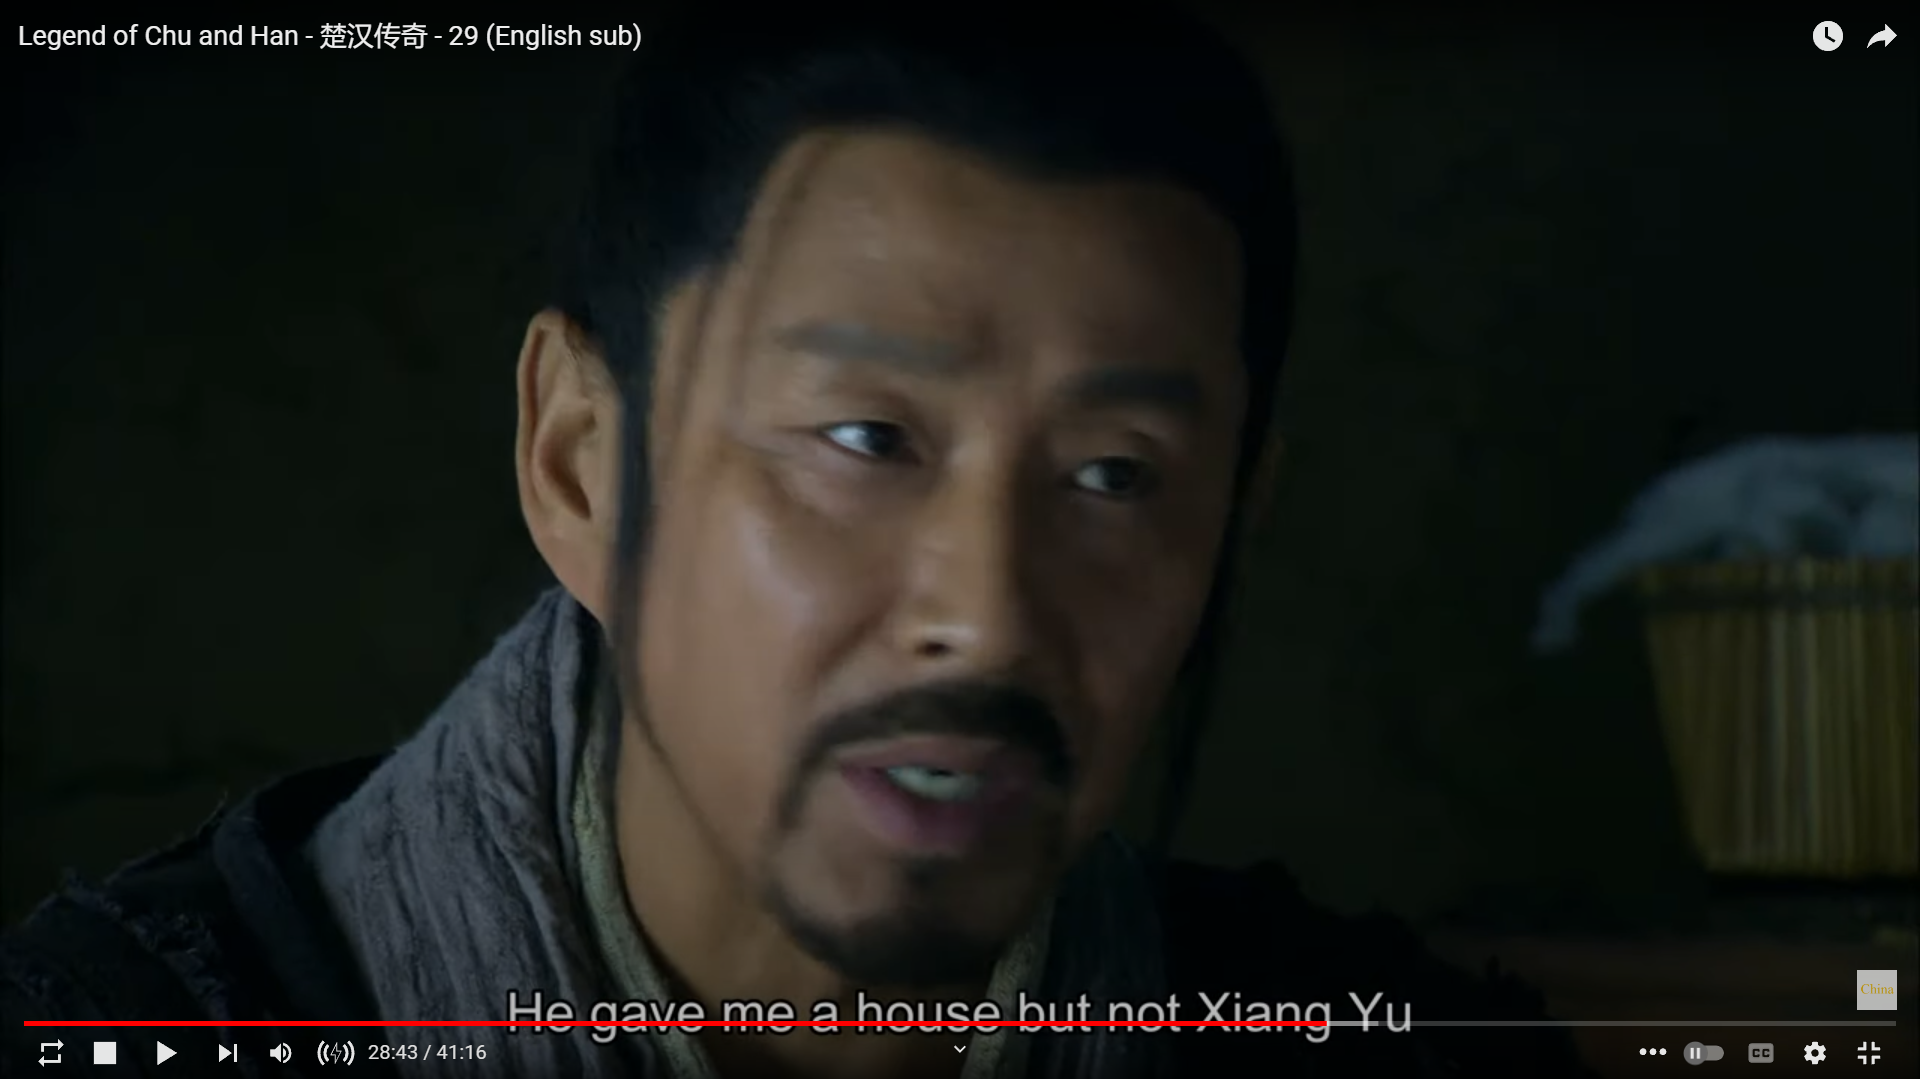 Legend of Chu and Han - 楚汉传奇 - 29 (English sub)
China
He gave me a house but not Xiang Yu
28:43 / 41:16
CC